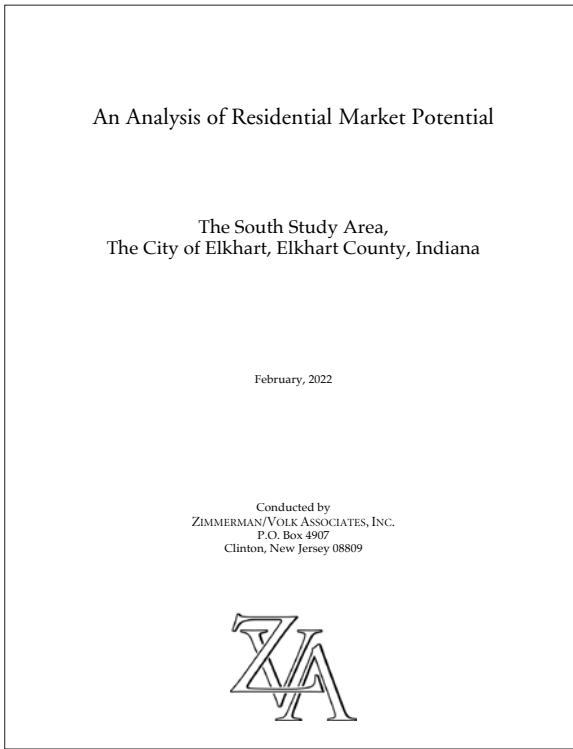 An Analysis of Residential Market Potential
The South Study Area,
The City of Elkhart, Elkhart County, Indiana
February, 2022
Conducted by
ZIMMERMAN/VOLK ASSOCIATES, INC.
P.O. Box 4907
Clinton, New Jersey 08809
ZVA